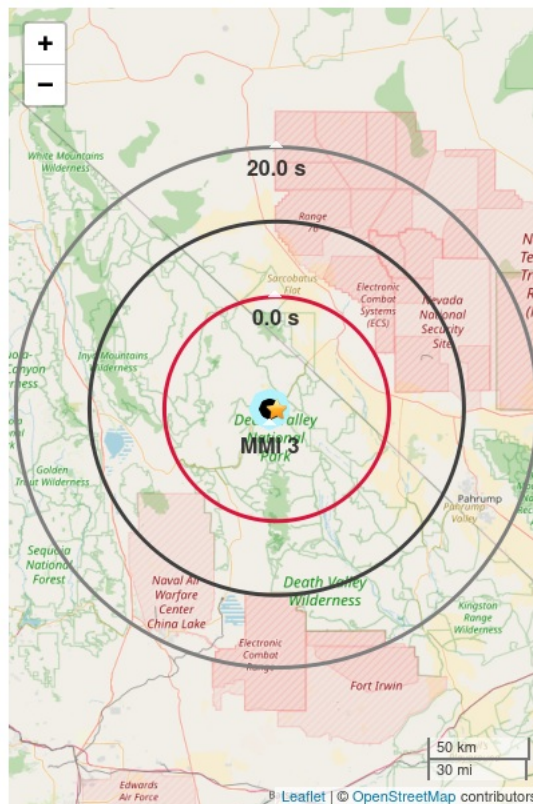 +
−
White Mountains
Wilderness
20.0 s
Range
76
N
Te
Tr
R
(
Sarcobatus
Flat
Electronic
Combat
Systems
(ECS)
Nevada
National
Security
Site
0.0 s
Inyo Mountains
Wilderness
Canyon
Death Valley
National
Park
MMI 3
Golden
Trout Wilderness
Pahrump
Pahrump
Valley
Sequoia
National
Forest
Naval Air
Warfare
Center
China Lake
Death Valley
Wilderness
Kingston
Range
Wilderness
Electronic
Combat
Range
Fort Irwin
50 km
30 mi
Edwards
Air Force
B
Leaflet | © OpenStreetMap contributors